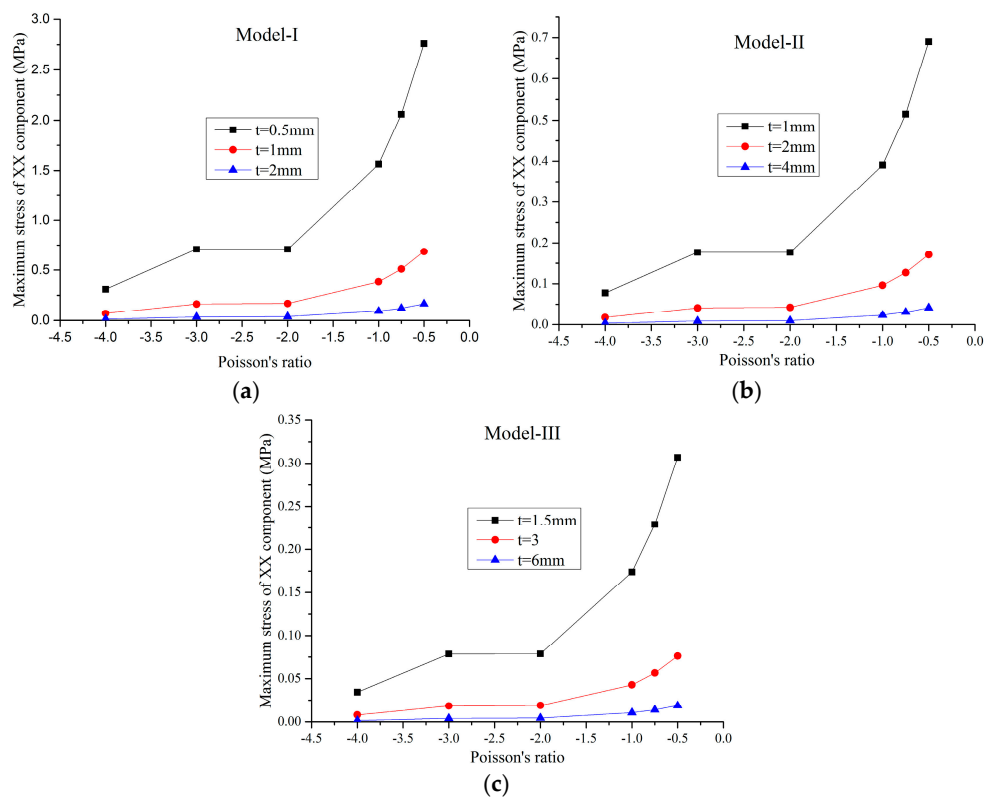 Model-I
Maximum stress of XX component (MPa)
3.0
2.5
2.0
1.5
1.0
0.5
0.0
t=0.5mm
t=1mm
t=2mm
-4.5 -4.0 -3.5 -3.0 -2.5 -2.0 -1.5 -1.0 -0.5 0.0
Poisson's ratio
(a)
Model-II
Maximum stress of XX component (MPa)
0.7
0.6
0.5
0.4
0.3
0.2
0.1
0.0
t=1mm
t=2mm
t=4mm
-4.5 -4.0 -3.5 -3.0 -2.5 -2.0 -1.5 -1.0 -0.5 0.0
Poisson's ratio
(b)
Model-III
Maximum stress of XX component (MPa)
0.35
0.30
0.25
0.20
0.15
0.10
0.05
0.00
t=1.5mm
t=3
t=6mm
-4.5 -4.0 -3.5 -3.0 -2.5 -2.0 -1.5 -1.0 -0.5 0.0
Poisson's ratio
(c)